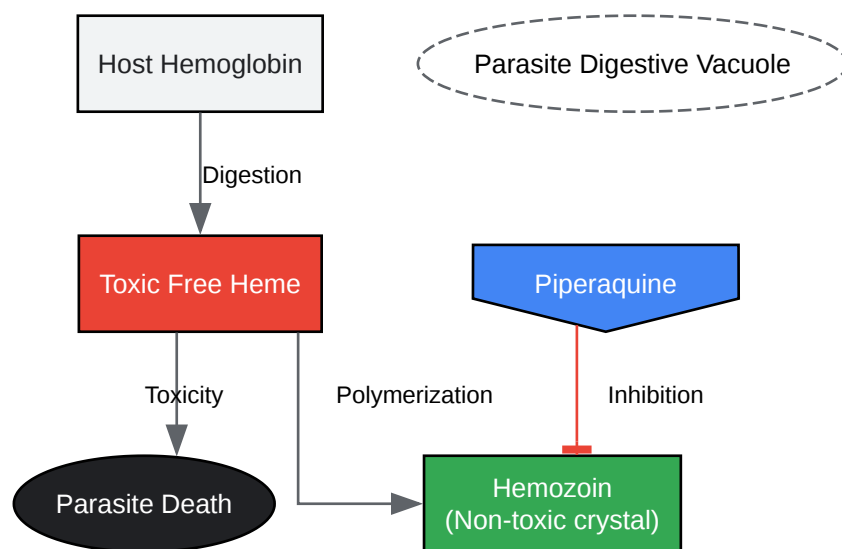 Host Hemoglobin
Parasite Digestive Vacuole
Digestion
Toxic Free Heme
Piperaquine
Toxicity
Polymerization
Inhibition
Parasite Death
Hemozoin
(Non-toxic crystal)